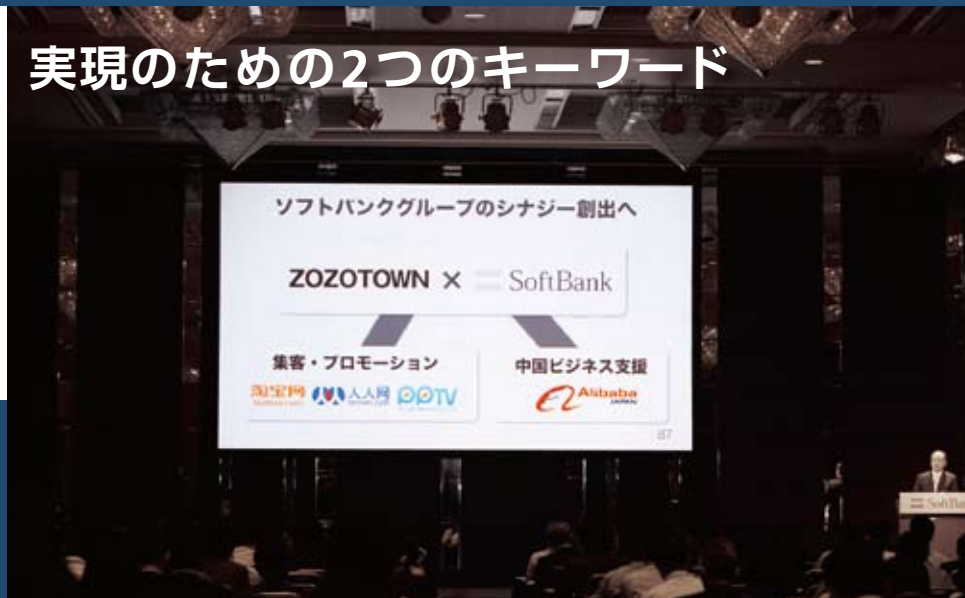 実現のための2つのキーワード
ソフトバンクグループのシナジー創出へ
ZOZOTOWN × SoftBank
集客・プロモーション
中国ビジネス支援
淘宝网 人人网 PPTV
Alibaba
JAPAN
87
SoftBank